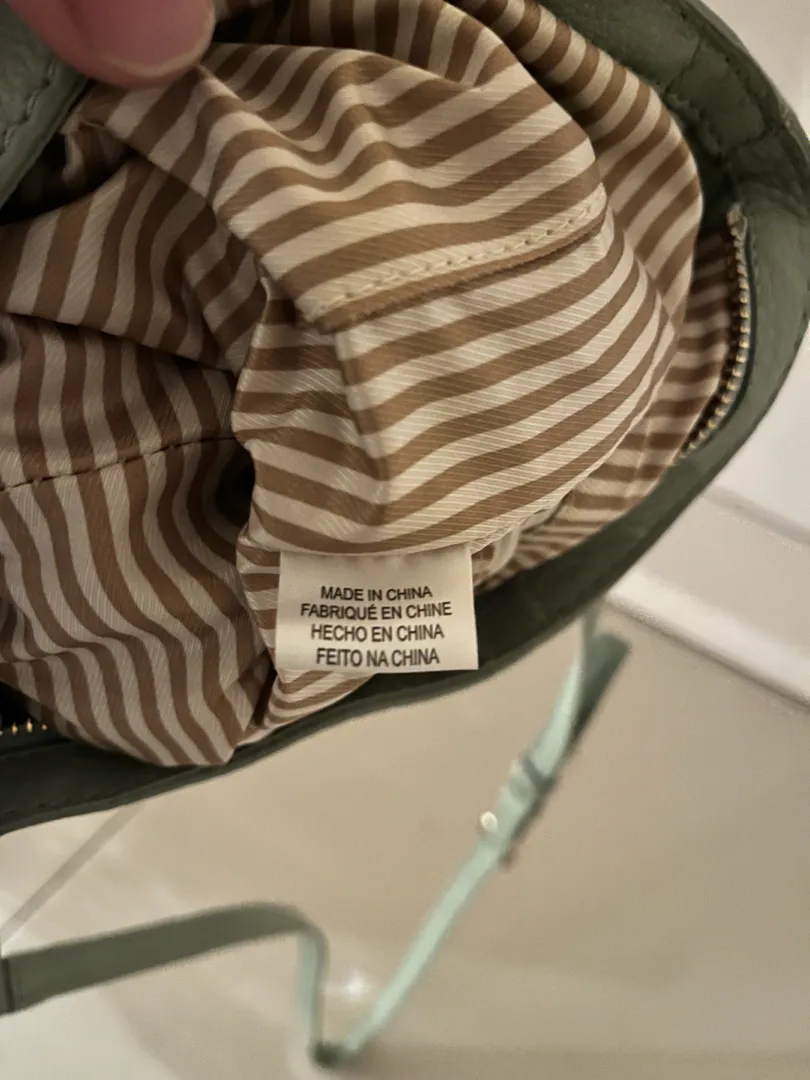 MADE IN CHINA
FABRIQUÉ EN CHINE
HECHO EN CHINA
FEITO NA CHINA